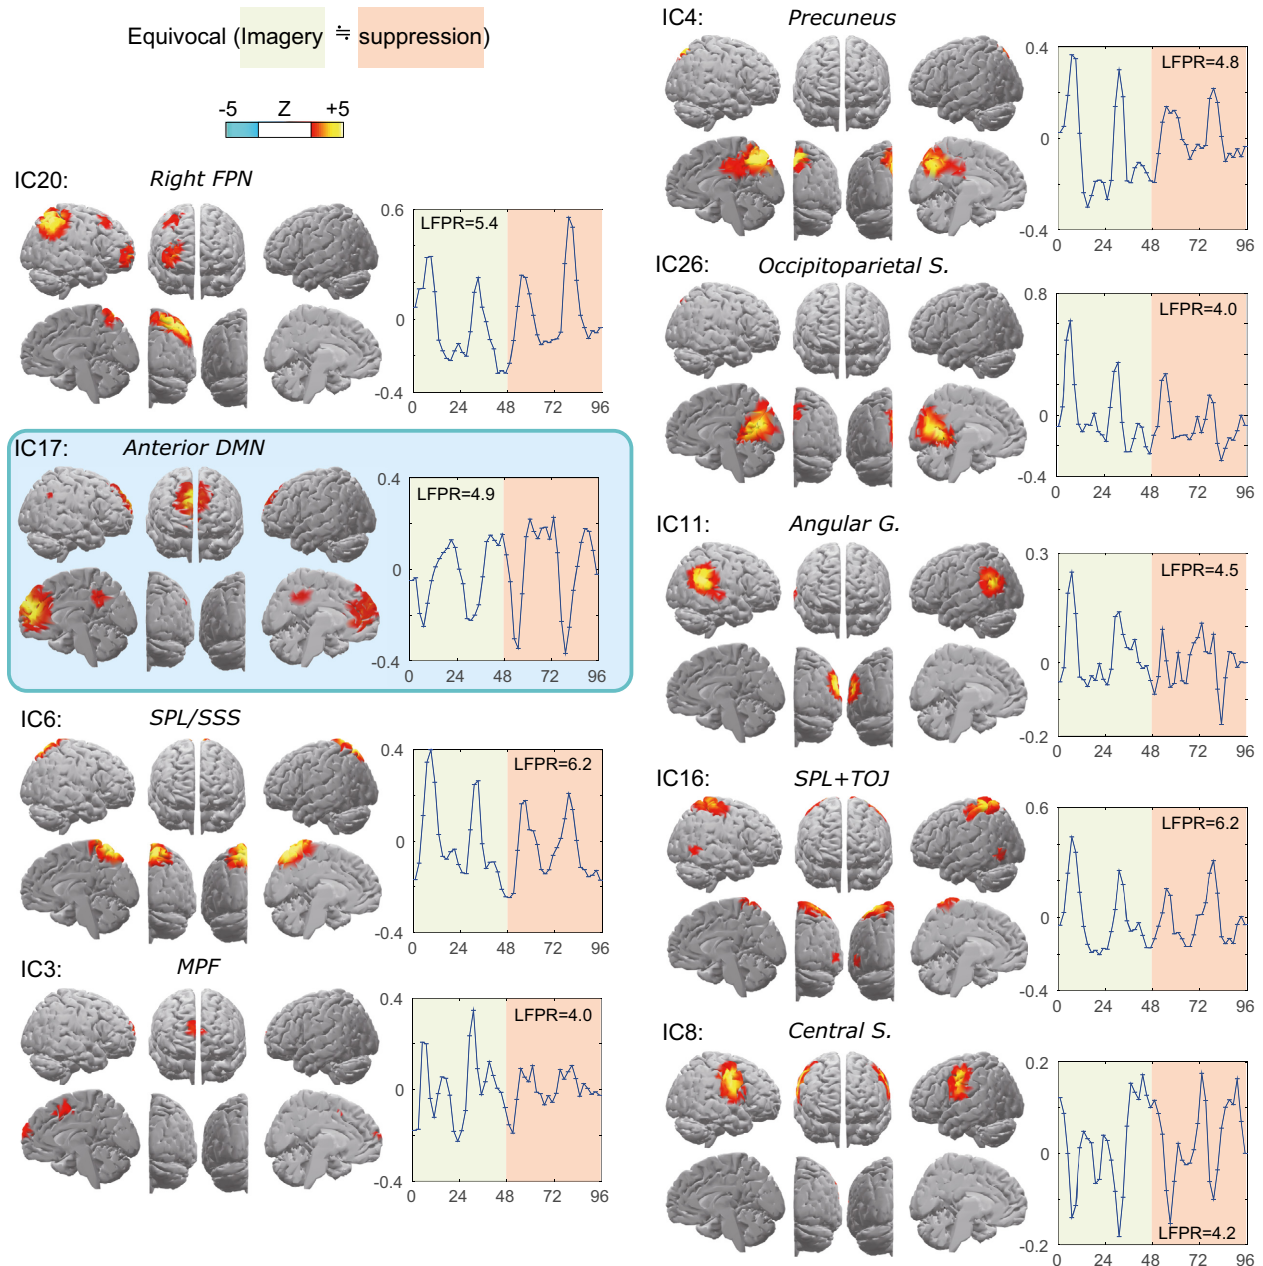 Equivocal (Imagery ≒ suppression)
-5 Z +5
IC20: Right FPN
LFPR=5.4
0.6
0
-0.4
0 24 48 72 96
IC17: Anterior DMN
LFPR=4.9
0.4
0
-0.4
0 24 48 72 96
IC6: SPL/SSS
LFPR=6.2
0.4
0
-0.4
0 24 48 72 96
IC3: MPF
LFPR=4.0
0.4
0
-0.4
0 24 48 72 96
IC4: Precuneus
LFPR=4.8
0.4
0
-0.4
0 24 48 72 96
IC26: Occipitoparietal S.
LFPR=4.0
0.8
0
-0.4
0 24 48 72 96
IC11: Angular G.
LFPR=4.5
0.3
0
-0.2
0 24 48 72 96
IC16: SPL+TOJ
LFPR=6.2
0.6
0
-0.4
0 24 48 72 96
IC8: Central S.
0.2
0
-0.2
LFPR=4.2
0 24 48 72 96